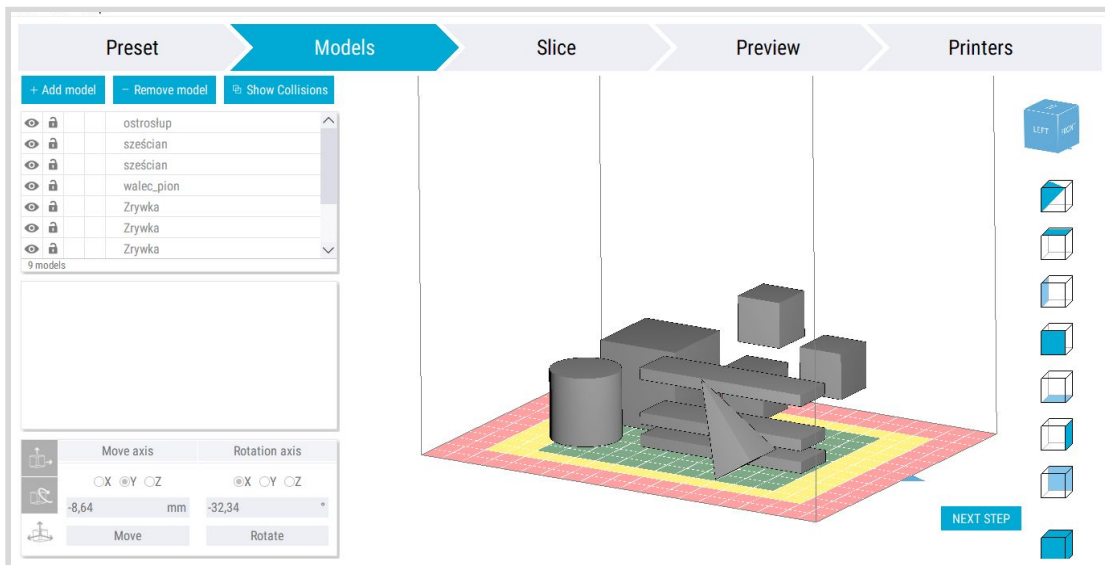 Preset
Models
Slice
Preview
Printers
+ Add model
− Remove model
Show Collisions
ostrosłup
sześcian
sześcian
walec_pion
Zrywka
Zrywka
Zrywka
9 models
Move axis
Rotation axis
X Y Z
X Y Z
-8,64 mm
-32,34 °
Move
Rotate
LEFT
NEXT STEP